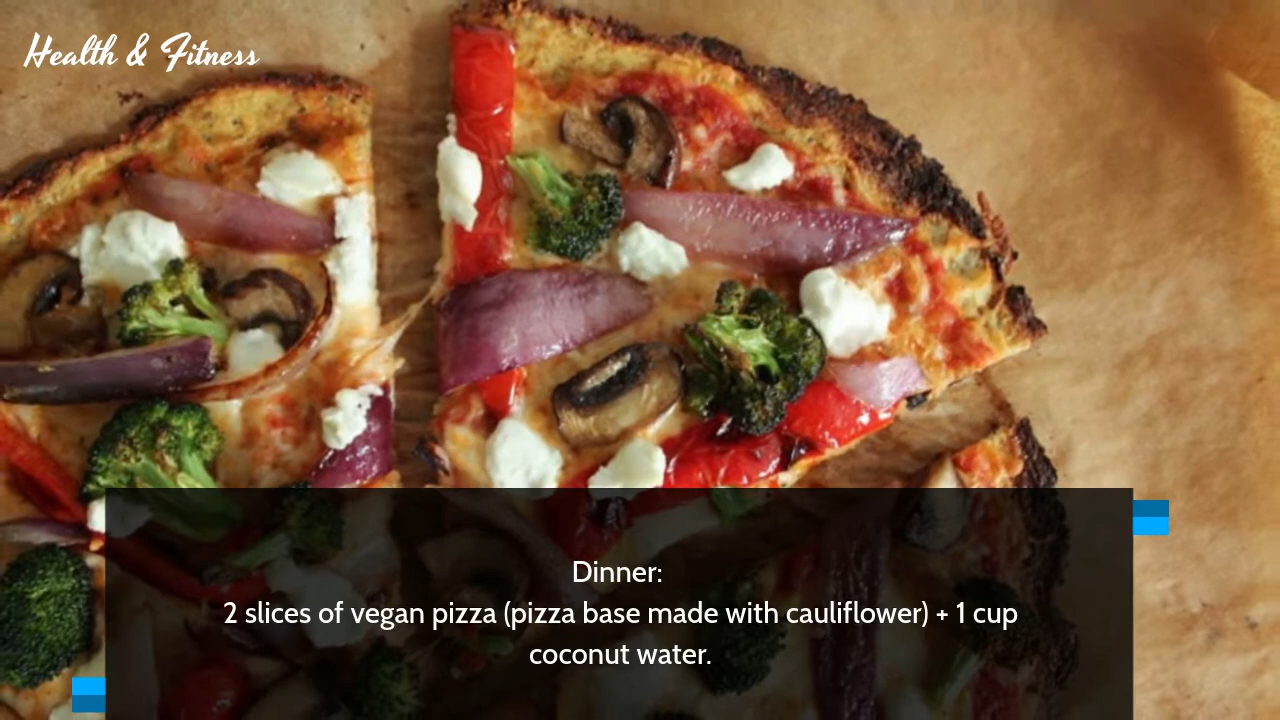 Health & Fitness
Dinner:
2 slices of vegan pizza (pizza base made with cauliflower) + 1 cup
coconut water.